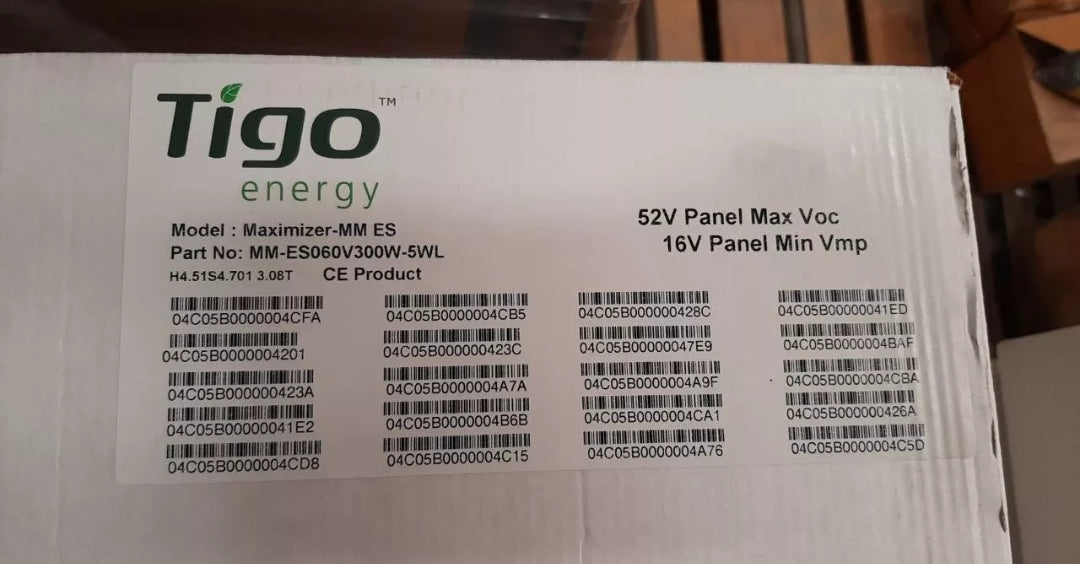 Tigo™
energy
Model : Maximizer-MM ES
Part No: MM-ES060V300W-5WL
H4.51S4.701 3.08T CE Product
52V Panel Max Voc
16V Panel Min Vmp
04C05B0000004CFA 04C05B0000004CB5 04C05B000000428C 04C05B00000041ED
04C05B0000004201 04C05B000000423C 04C05B00000047E9 04C05B0000004BAF
04C05B000000423A 04C05B0000004A7A 04C05B0000004A9F 04C05B0000004CBA
04C05B00000041E2 04C05B0000004B6B 04C05B0000004CA1 04C05B000000426A
04C05B0000004CD8 04C05B0000004C15 04C05B0000004A76 04C05B0000004C5D